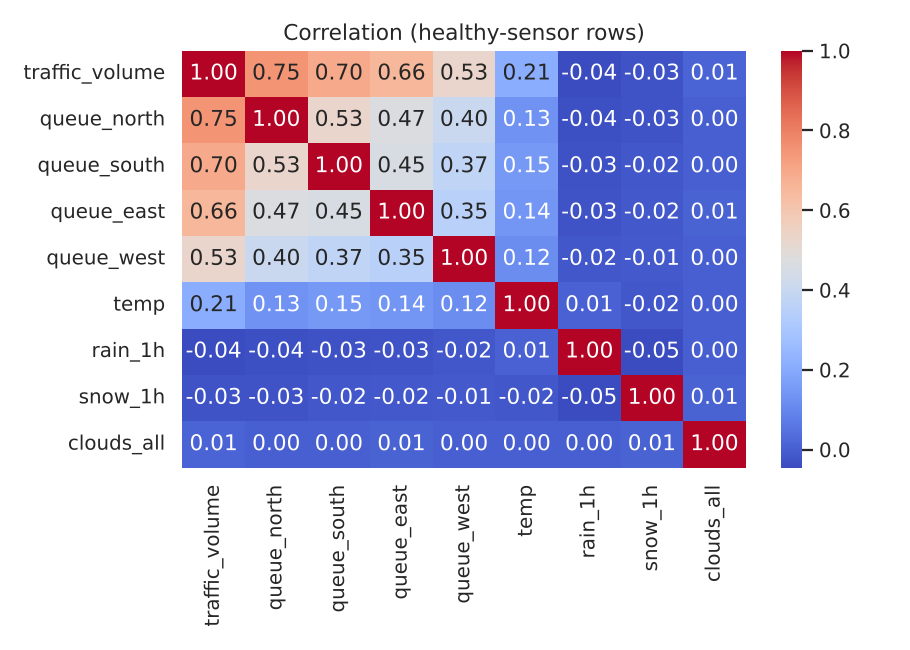 Correlation (healthy-sensor rows)
traffic_volume 1.00 0.75 0.70 0.66 0.53 0.21 -0.04 -0.03 0.01
queue_north 0.75 1.00 0.53 0.47 0.40 0.13 -0.04 -0.03 0.00
queue_south 0.70 0.53 1.00 0.45 0.37 0.15 -0.03 -0.02 0.00
queue_east 0.66 0.47 0.45 1.00 0.35 0.14 -0.03 -0.02 0.01
queue_west 0.53 0.40 0.37 0.35 1.00 0.12 -0.02 -0.01 0.00
temp 0.21 0.13 0.15 0.14 0.12 1.00 0.01 -0.02 0.00
rain_1h -0.04 -0.04 -0.03 -0.03 -0.02 0.01 1.00 -0.05 0.00
snow_1h -0.03 -0.03 -0.02 -0.02 -0.01 -0.02 -0.05 1.00 0.01
clouds_all 0.01 0.00 0.00 0.01 0.00 0.00 0.00 0.01 1.00
traffic_volume
queue_north
queue_south
queue_east
queue_west
temp
rain_1h
snow_1h
clouds_all
1.0
0.8
0.6
0.4
0.2
0.0